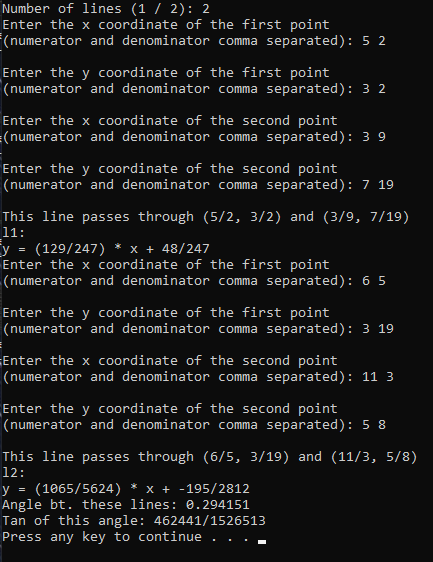 Number of lines (1 / 2): 2
Enter the x coordinate of the first point
(numerator and denominator comma separated): 5 2
Enter the y coordinate of the first point
(numerator and denominator comma separated): 3 2
Enter the x coordinate of the second point
(numerator and denominator comma separated): 3 9
Enter the y coordinate of the second point
(numerator and denominator comma separated): 7 19
This line passes through (5/2, 3/2) and (3/9, 7/19)
l1:
y = (129/247) * x + 48/247
Enter the x coordinate of the first point
(numerator and denominator comma separated): 6 5
Enter the y coordinate of the first point
(numerator and denominator comma separated): 3 19
Enter the x coordinate of the second point
(numerator and denominator comma separated): 11 3
Enter the y coordinate of the second point
(numerator and denominator comma separated): 5 8
This line passes through (6/5, 3/19) and (11/3, 5/8)
l2:
y = (1065/5624) * x + -195/2812
Angle bt. these lines: 0.294151
Tan of this angle: 462441/1526513
Press any key to continue . . .